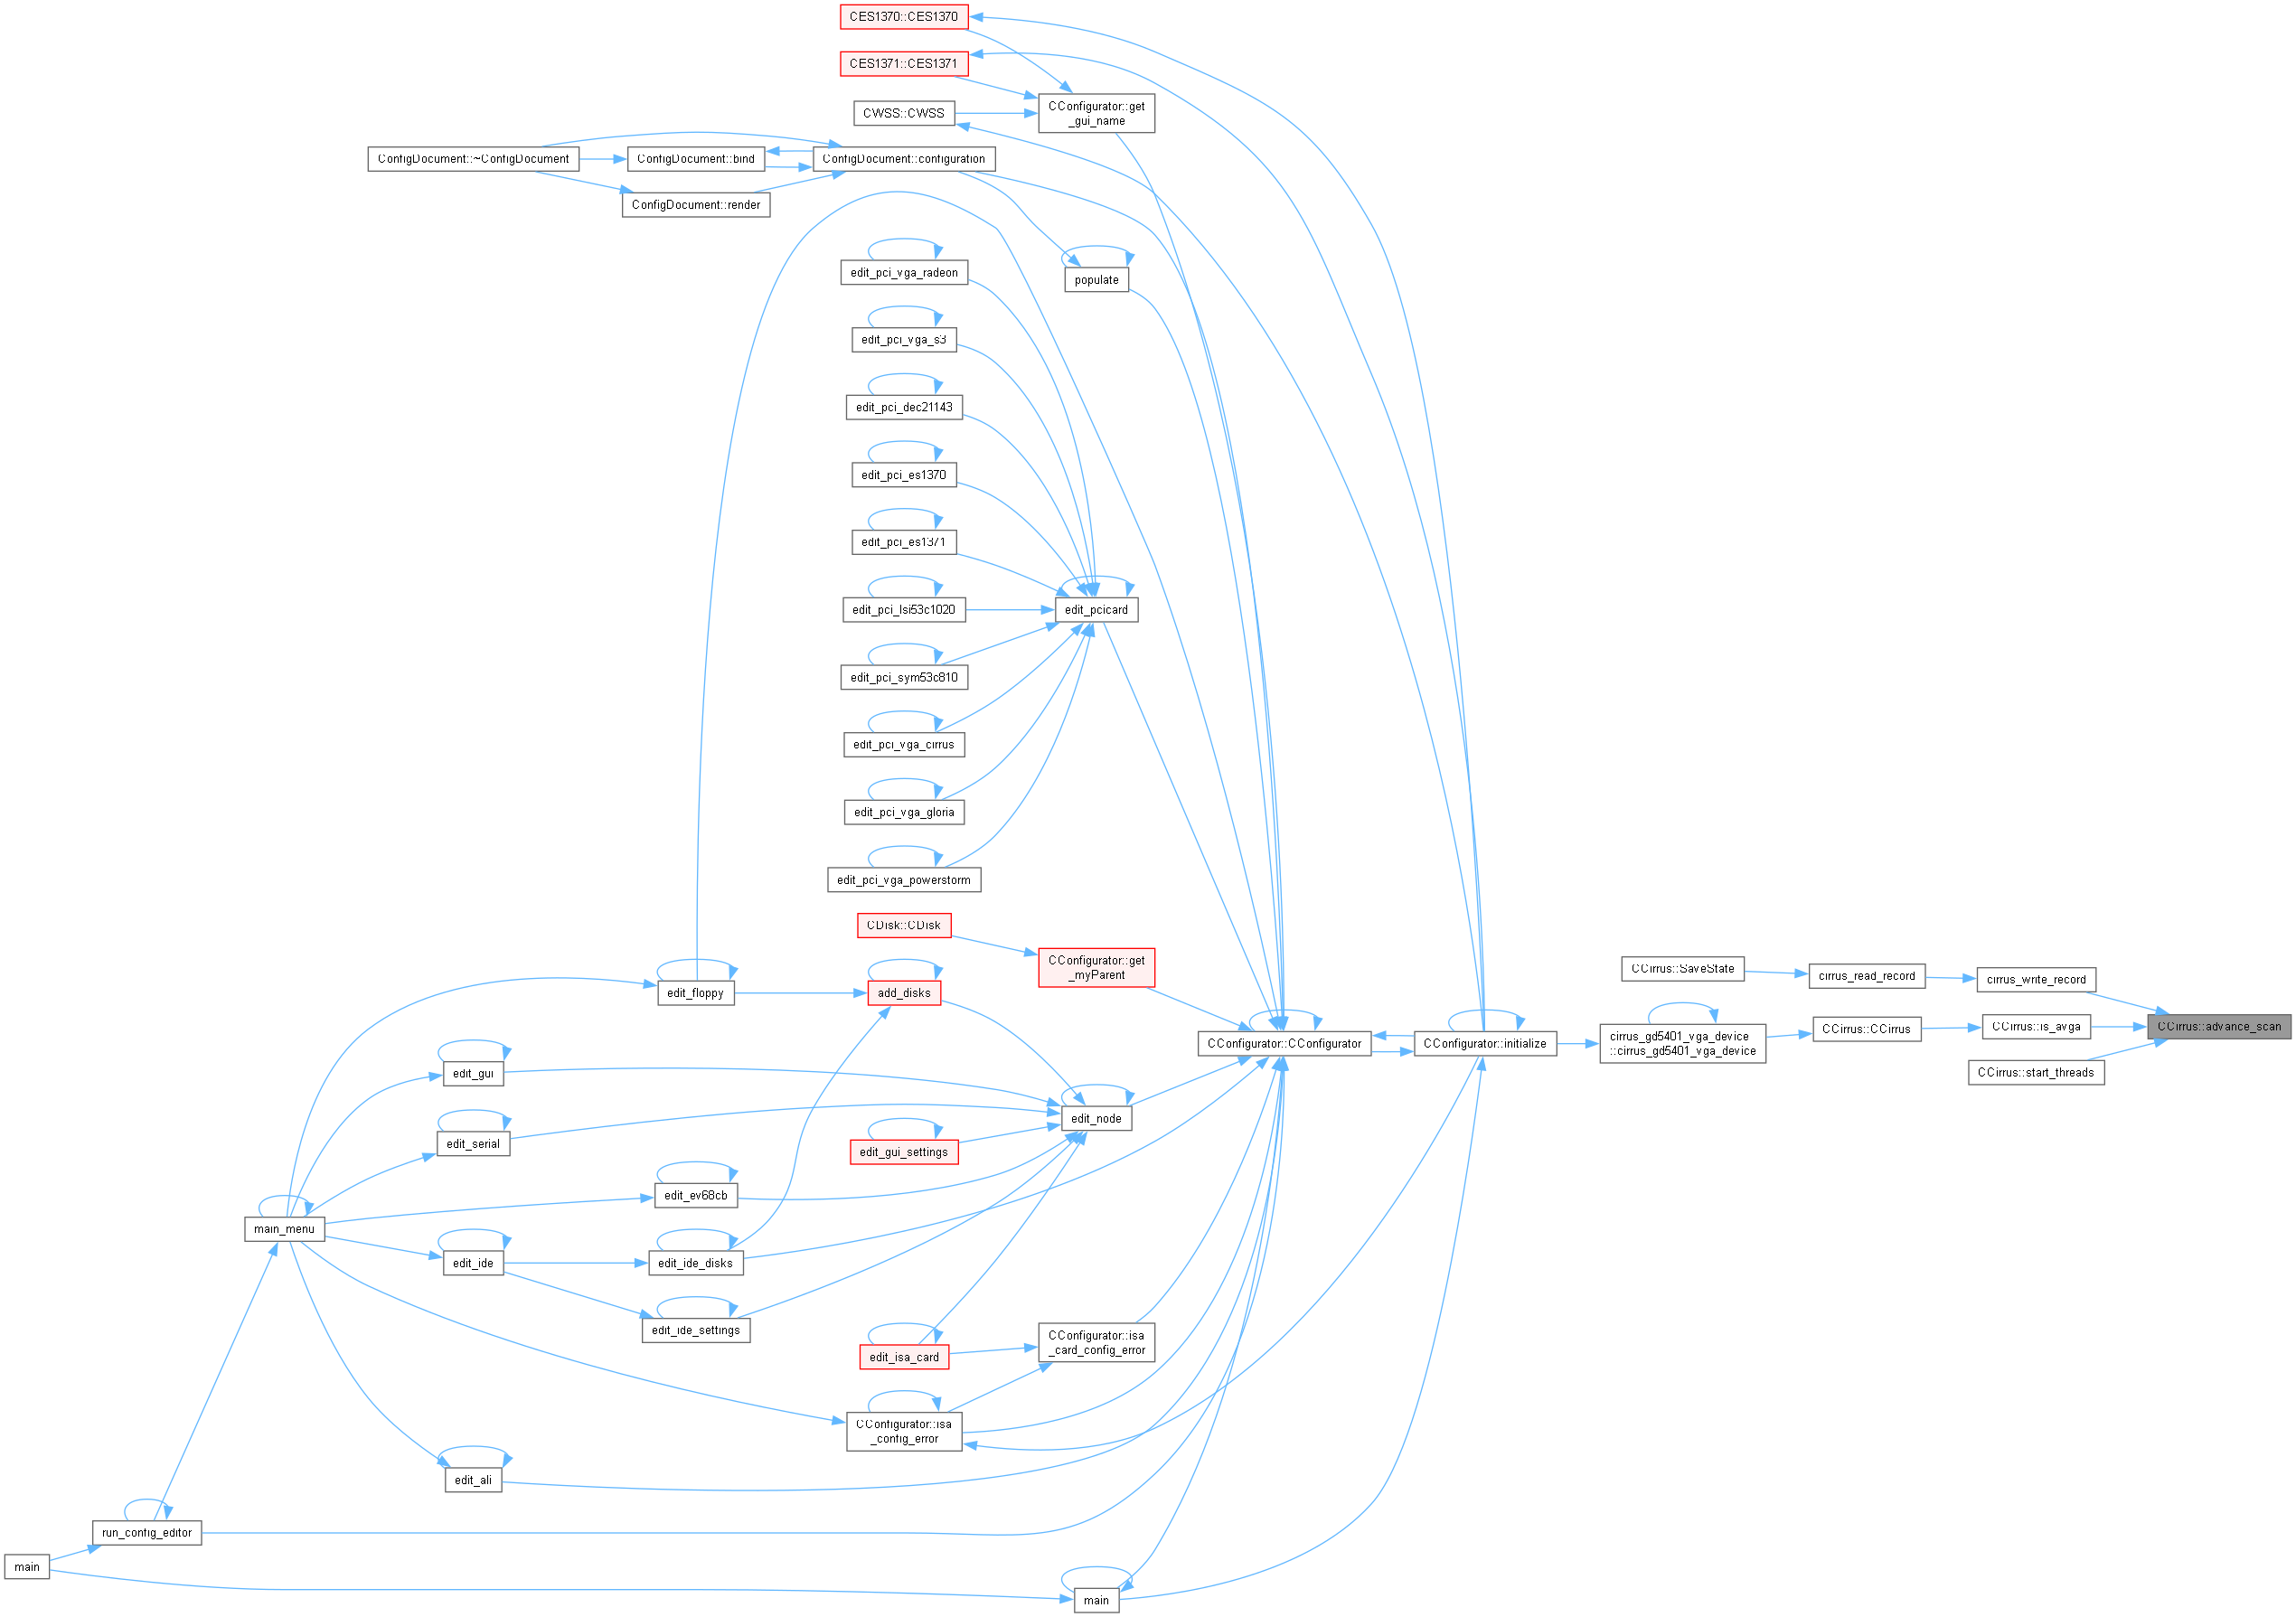 CES1370::CES1370
CES1371::CES1371
CConfigurator::get
_gui_name
CWSS::CWSS
ConfigDocument::~ConfigDocument
ConfigDocument::bind
ConfigDocument::configuration
ConfigDocument::render
edit_pci_vga_radeon
populate
edit_pci_vga_s3
edit_pci_dec21143
edit_pci_es1370
edit_pci_es1371
edit_pci_lsi53c1020
edit_pcicard
edit_pci_sym53c810
edit_pci_vga_cirrus
edit_pci_vga_gloria
edit_pci_vga_powerstorm
CDisk::CDisk
CConfigurator::get
_myParent
CCirrus::SaveState
cirrus_read_record
cirrus_write_record
edit_floppy
add_disks
CConfigurator::CConfigurator
CConfigurator::initialize
cirrus_gd5401_vga_device
::cirrus_gd5401_vga_device
CCirrus::CCirrus
CCirrus::is_avga
CCirrus::advance_scan
CCirrus::start_threads
edit_gui
edit_node
edit_serial
edit_gui_settings
edit_ev68cb
main_menu
edit_ide
edit_ide_disks
edit_ide_settings
edit_isa_card
CConfigurator::isa
_card_config_error
CConfigurator::isa
_config_error
edit_ali
run_config_editor
main
main